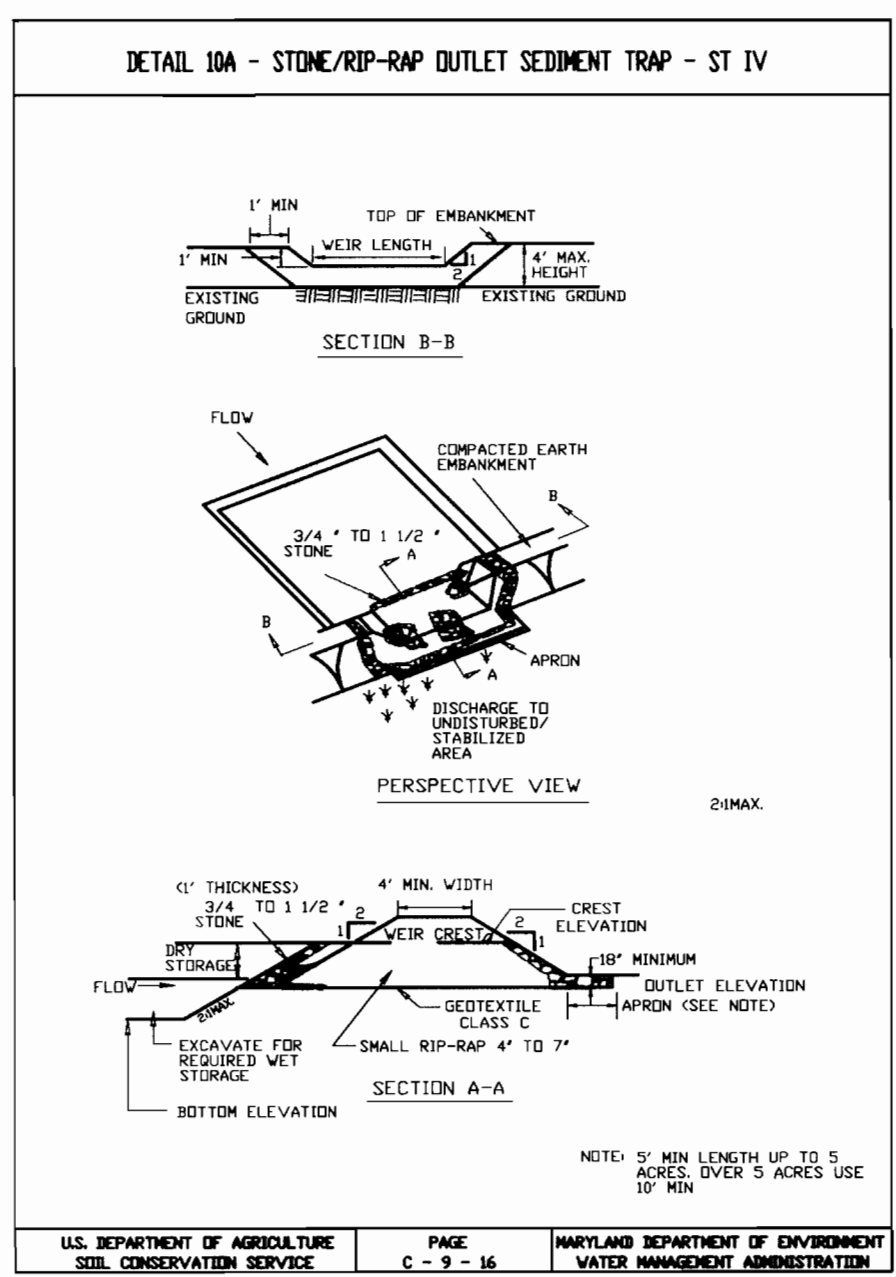 DETAIL 10A - STONE/RIP-RAP OUTLET SEDIMENT TRAP - ST IV
1' MIN
TOP OF EMBANKMENT
WEIR LENGTH
1' MIN
1
2
4' MAX.
HEIGHT
EXISTING
GROUND
EXISTING GROUND
SECTION B-B
FLOW
COMPACTED EARTH
EMBANKMENT
B
3/4 " TO 1 1/2 "
STONE
A
B
APRON
A
DISCHARGE TO
UNDISTURBED/
STABILIZED
AREA
PERSPECTIVE VIEW
2:1MAX.
(1' THICKNESS)
3/4 TO 1 1/2 "
STONE
4' MIN. WIDTH
2
1
WEIR CREST
2
1
CREST
ELEVATION
DRY
STORAGE
18" MINIMUM
FLOW
OUTLET ELEVATION
2:1MAX.
GEOTEXTILE
CLASS C
APRON (SEE NOTE)
EXCAVATE FOR
REQUIRED WET
STORAGE
SMALL RIP-RAP 4" TO 7"
SECTION A-A
BOTTOM ELEVATION
NOTE: 5' MIN LENGTH UP TO 5
ACRES. OVER 5 ACRES USE
10' MIN
U.S. DEPARTMENT OF AGRICULTURE
SOIL CONSERVATION SERVICE
PAGE
C - 9 - 16
MARYLAND DEPARTMENT OF ENVIRONMENT
WATER MANAGEMENT ADMINISTRATION